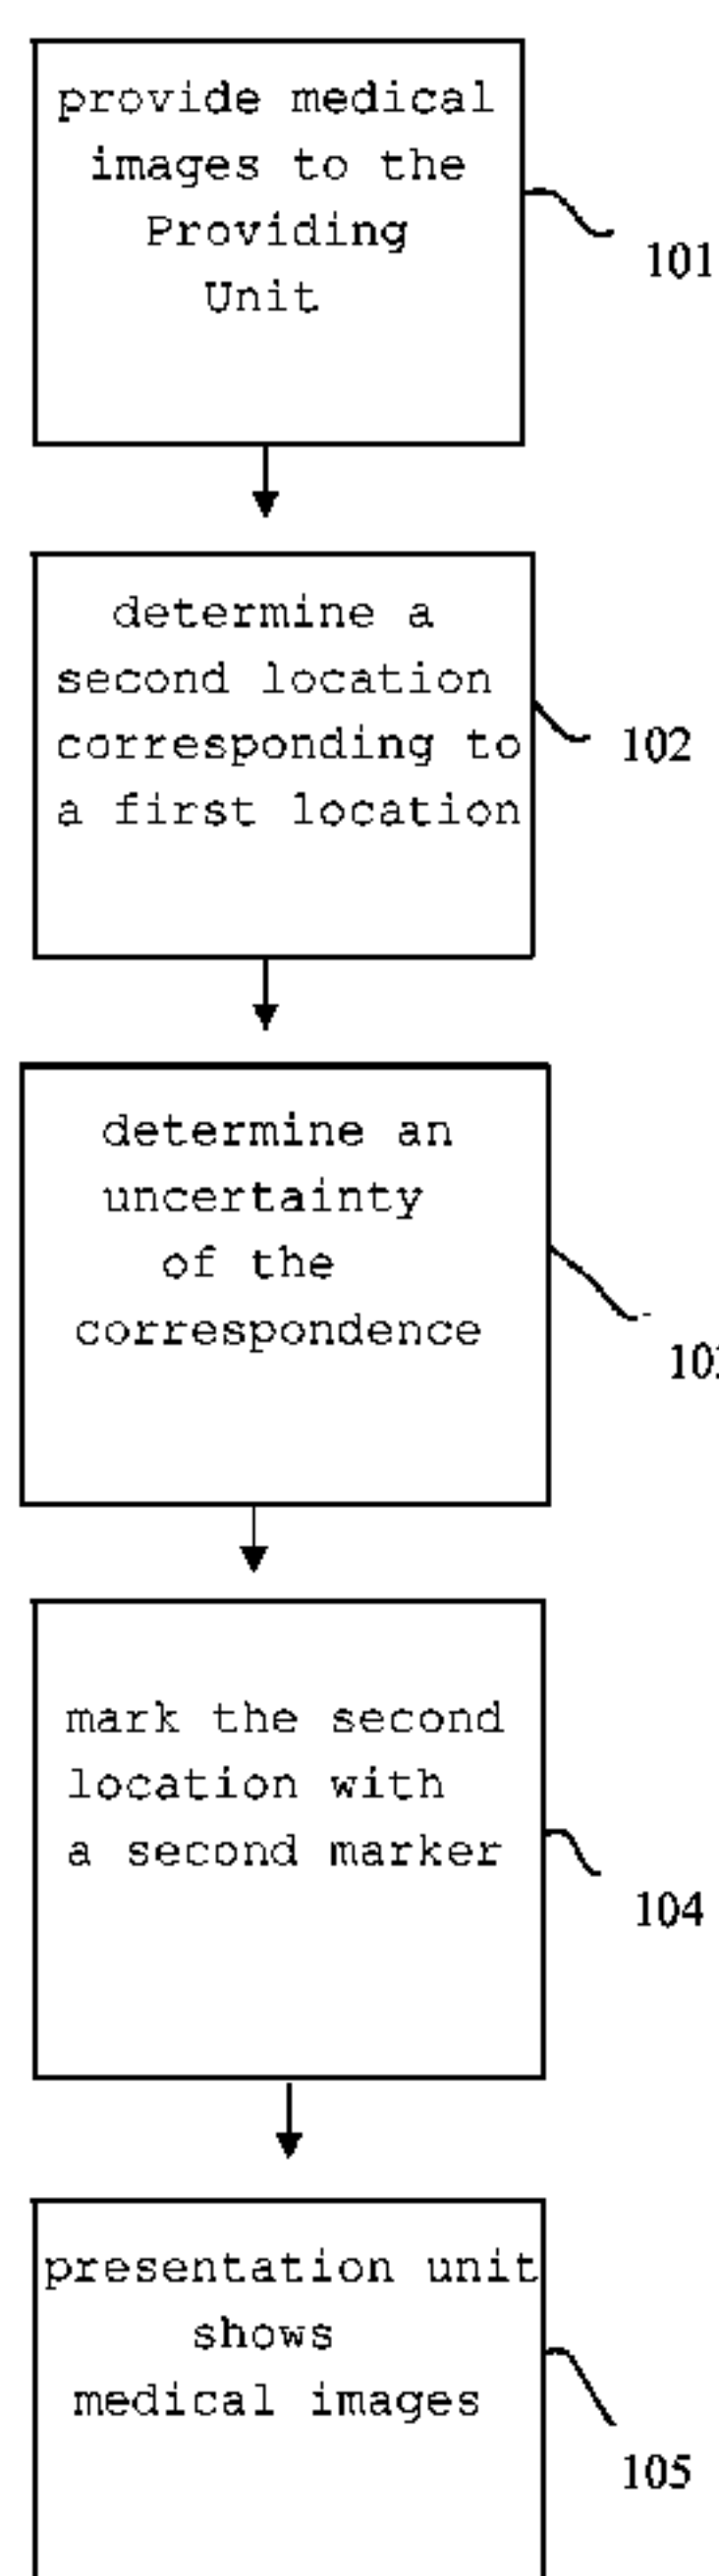 provide medical
images to the
Providing
Unit
101
determine a
second location
corresponding to
a first location
102
determine an
uncertainty
of the
correspondence
mark the second
location with
a second marker
104
presentation unit
shows
medical images
105